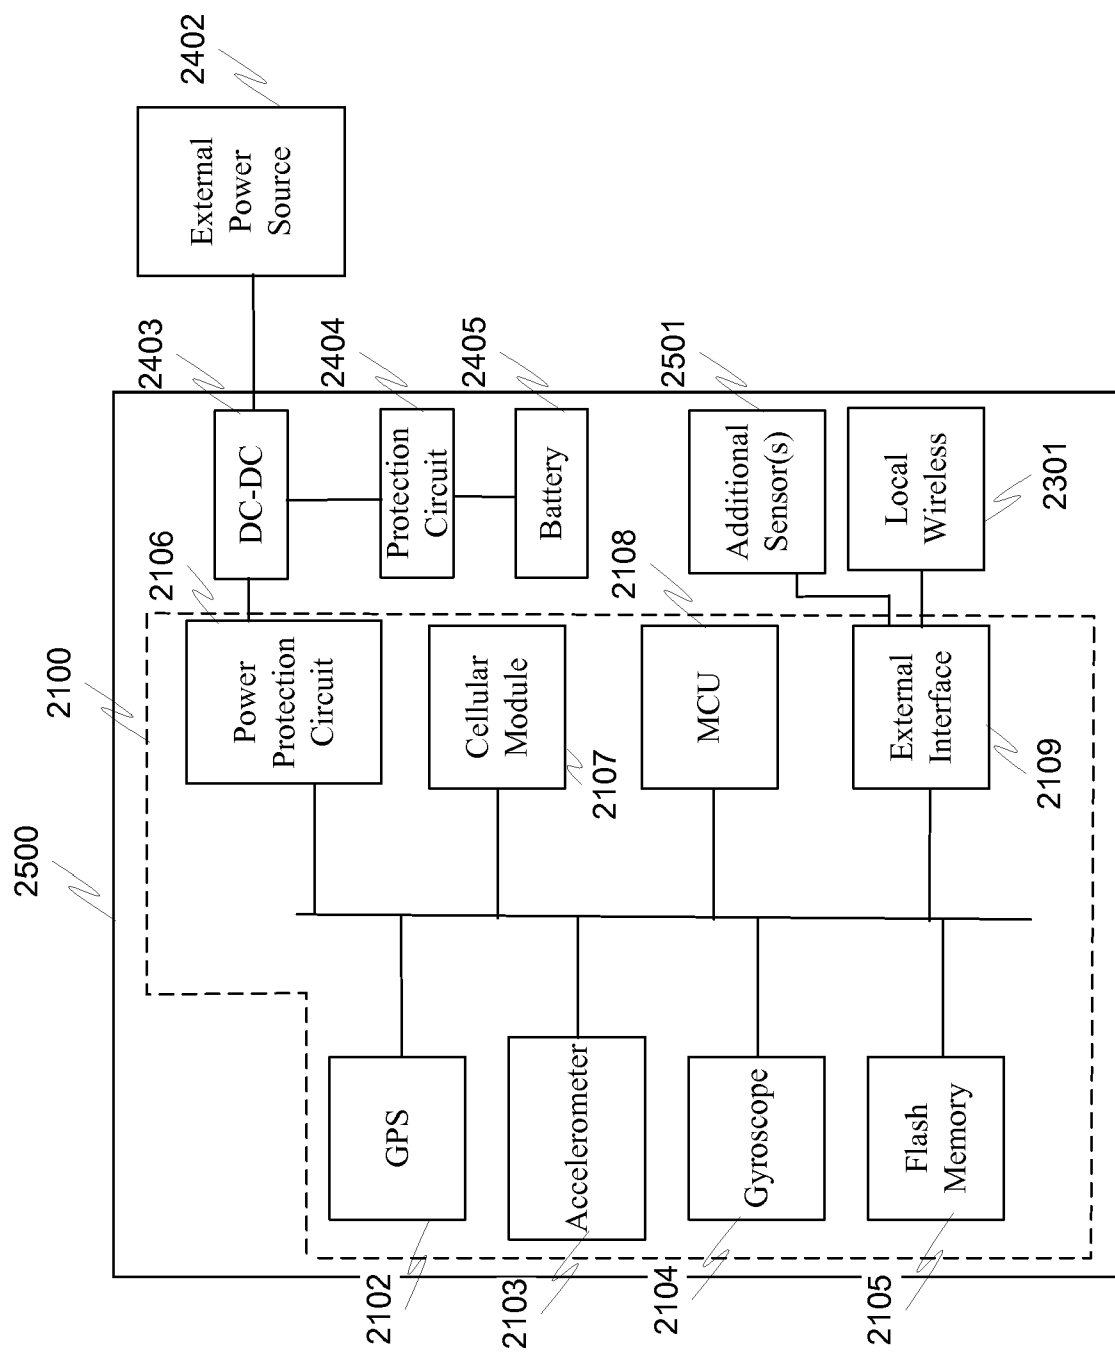 2500
2100
2106
2403
2402
External
Power
Source
DC-DC
Power
Protection
Circuit
2404
Protection
Circuit
2102
GPS
Cellular
Module
2107
2405
Battery
2103
Accelerometer
2108
MCU
2104
Gyroscope
2501
Additional
Sensor(s)
2105
Flash
Memory
External
Interface
2109
Local
Wireless
2301